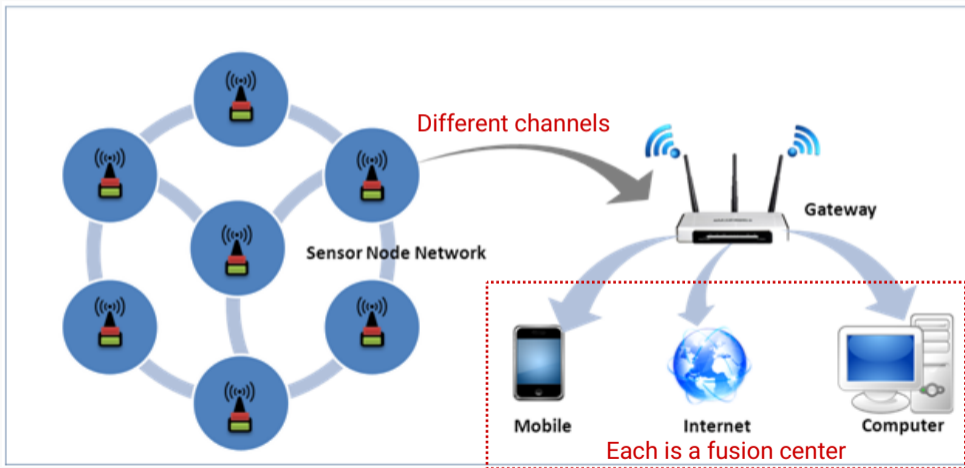 Different channels
Gateway
Sensor Node Network
Mobile
Internet
Computer
Each is a fusion center